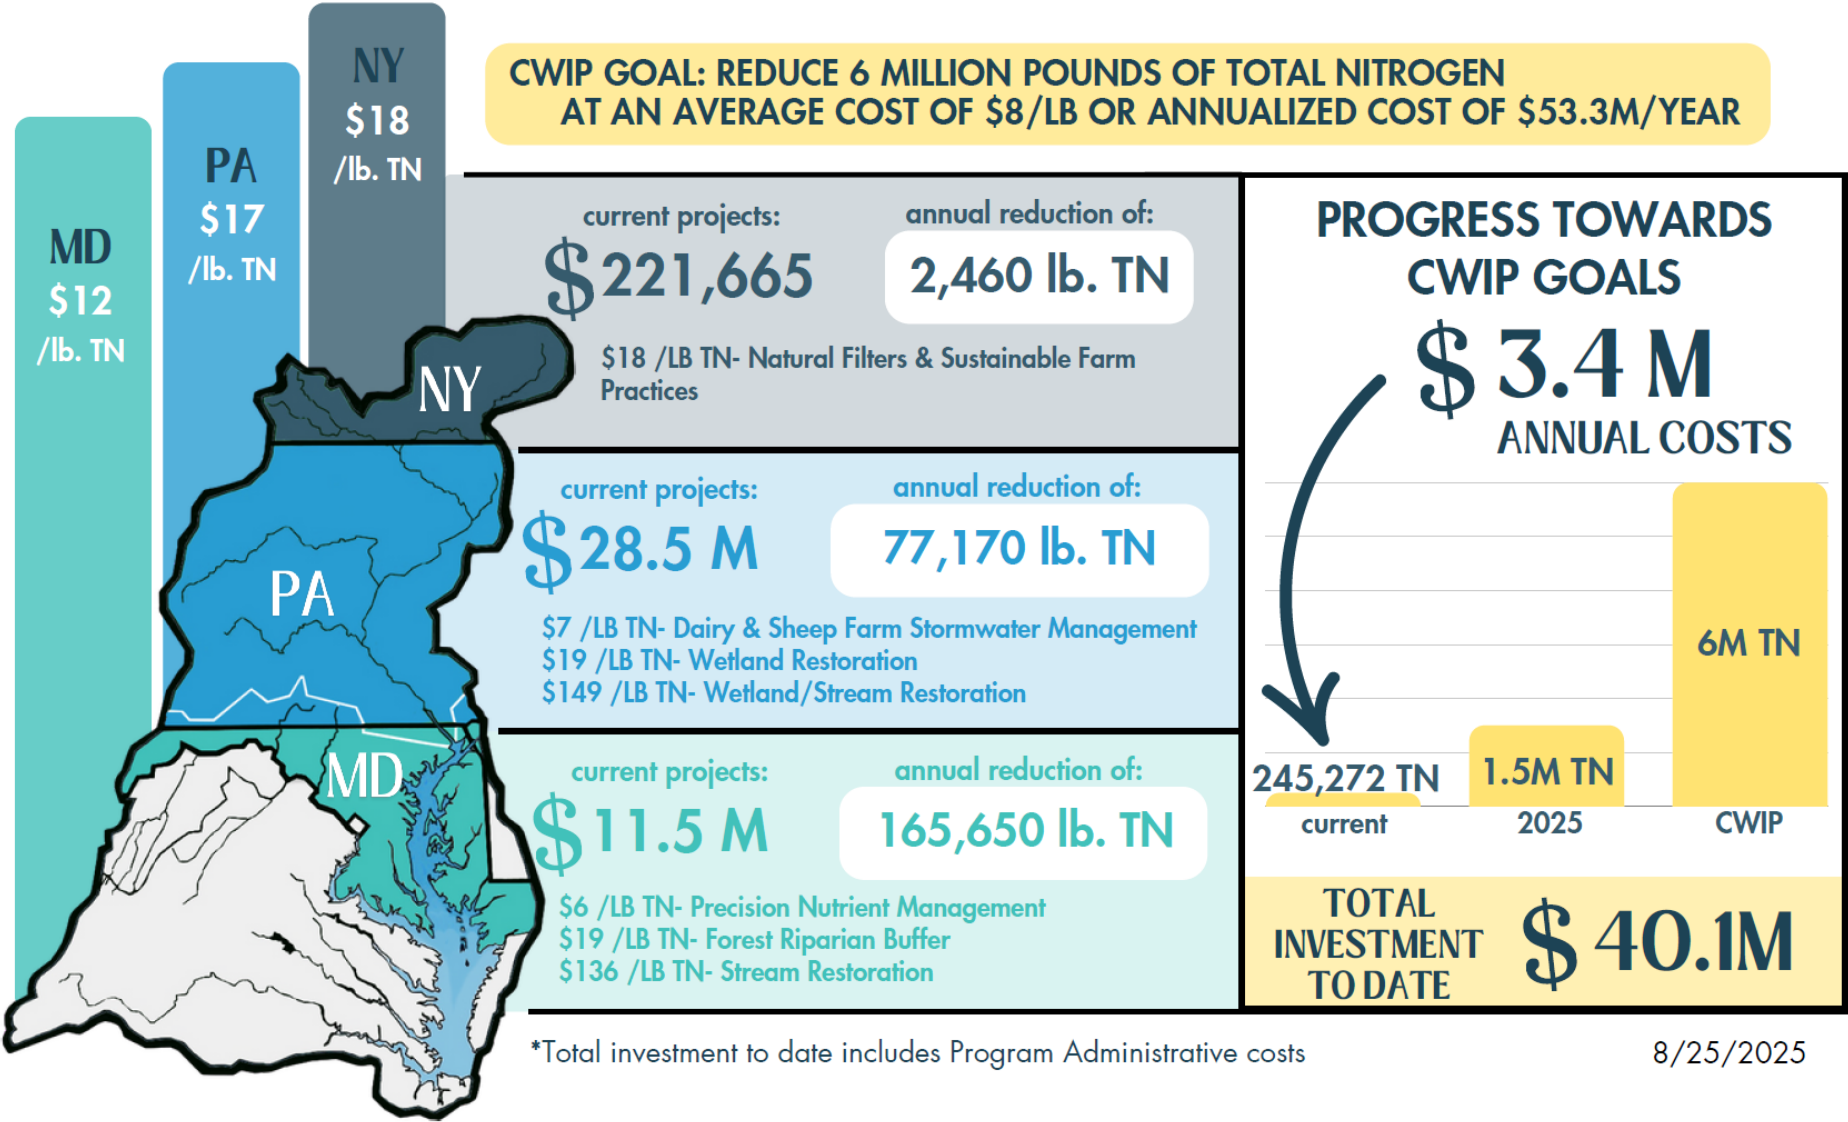 NY
$18
/lb. TN
PA
$17
/lb. TN
MD
$12
/lb. TN
CWIP GOAL: REDUCE 6 MILLION POUNDS OF TOTAL NITROGEN
AT AN AVERAGE COST OF $8/LB OR ANNUALIZED COST OF $53.3M/YEAR
NY
PA
MD
current projects:
$221,665
annual reduction of:
2,460 lb. TN
$18 /LB TN- Natural Filters & Sustainable Farm
Practices
current projects:
$28.5 M
annual reduction of:
77,170 lb. TN
$7 /LB TN- Dairy & Sheep Farm Stormwater Management
$19 /LB TN- Wetland Restoration
$149 /LB TN- Wetland/Stream Restoration
current projects:
$11.5 M
annual reduction of:
165,650 lb. TN
$6 /LB TN- Precision Nutrient Management
$19 /LB TN- Forest Riparian Buffer
$136 /LB TN- Stream Restoration
PROGRESS TOWARDS
CWIP GOALS
$3.4 M
ANNUAL COSTS
245,272 TN
1.5M TN
6M TN
current
2025
CWIP
TOTAL
INVESTMENT
TO DATE
$40.1M
*Total investment to date includes Program Administrative costs
8/25/2025